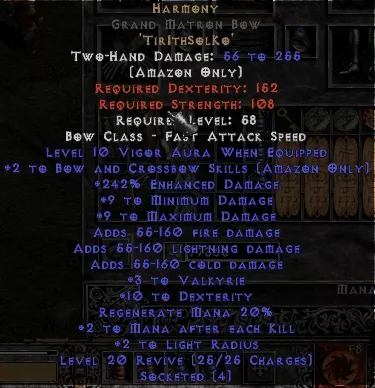 Harmony
Grand Matron Bow
'TirIthSolKo'
Two-Hand Damage: 56 to 255
(Amazon Only)
Required Dexterity: 152
Required Strength: 108
Required Level: 58
Bow Class - Fast Attack Speed
Level 10 Vigor Aura When Equipped
+2 to Bow and Crossbow Skills (Amazon Only)
+242% Enhanced Damage
+9 to Minimum Damage
+9 to Maximum Damage
Adds 55-160 fire damage
Adds 55-160 lightning damage
Adds 55-160 cold damage
+3 to Valkyrie
+10 to Dexterity
Regenerate Mana 20%
+2 to Mana after each Kill
+2 to Light Radius
Level 20 Revive (25/25 Charges)
Socketed (4)
Mana
F8